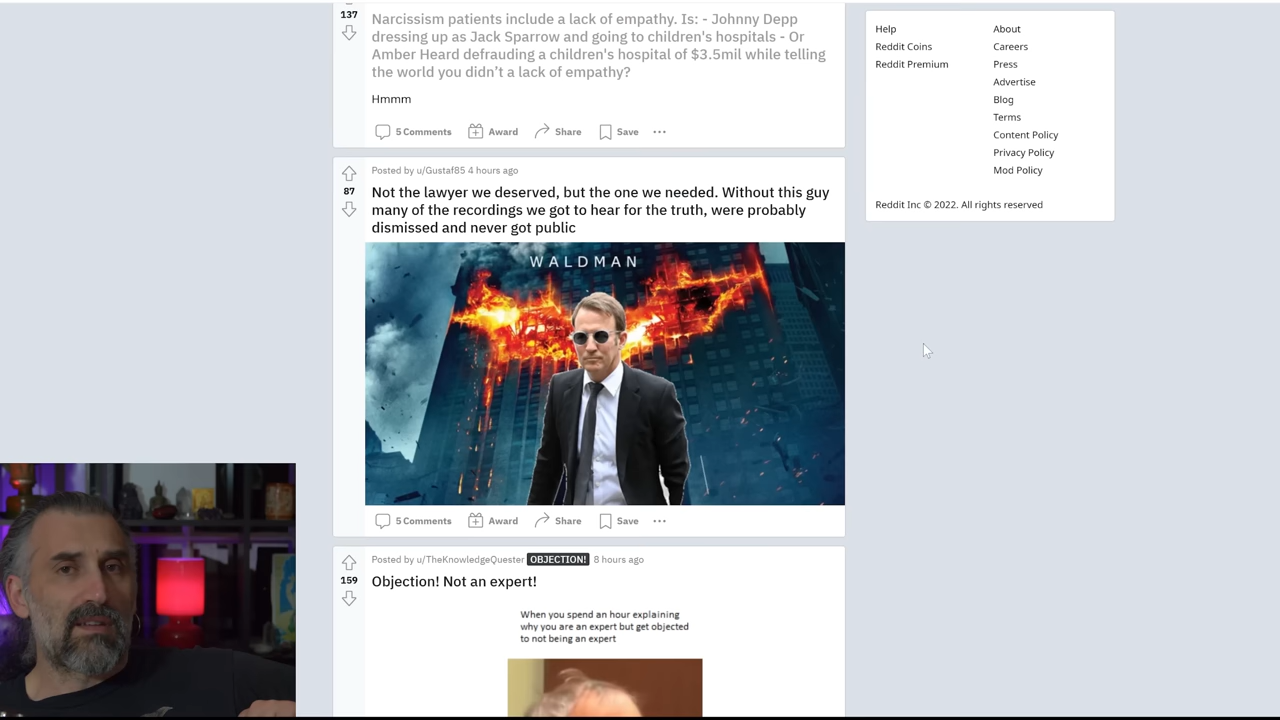 137
Narcissism patients include a lack of empathy. Is: - Johnny Depp
dressing up as Jack Sparrow and going to children's hospitals - Or
Amber Heard defrauding a children's hospital of $3.5mil while telling
the world you didn’t a lack of empathy?
Hmmm
5 Comments Award Share Save
Posted by u/Gustaf85 4 hours ago
87
Not the lawyer we deserved, but the one we needed. Without this guy
many of the recordings we got to hear for the truth, were probably
dismissed and never got public
WALDMAN
5 Comments Award Share Save
Posted by u/TheKnowledgeQuester OBJECTION! 8 hours ago
159
Objection! Not an expert!
When you spend an hour explaining
why you are an expert but get objected
to not being an expert
Help About
Reddit Coins Careers
Reddit Premium Press
Advertise
Blog
Terms
Content Policy
Privacy Policy
Mod Policy
Reddit Inc © 2022. All rights reserved